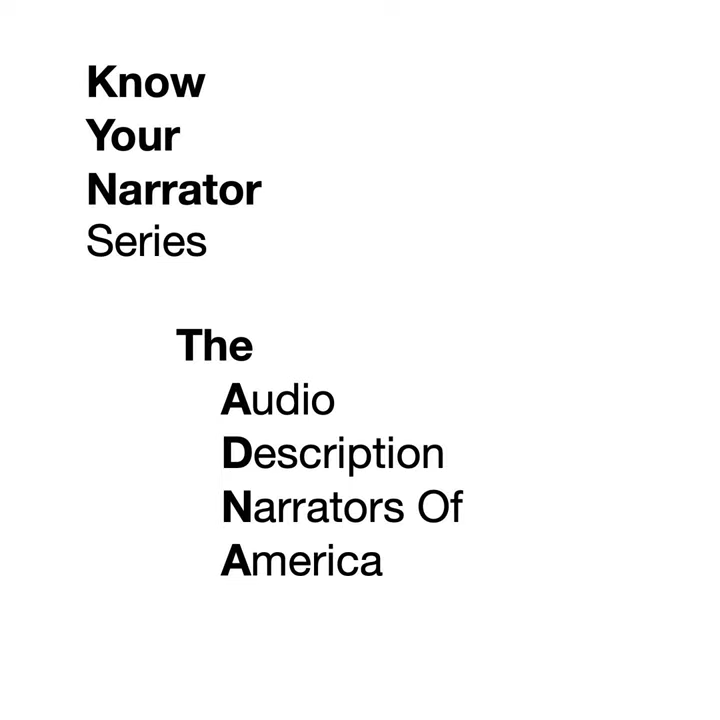 Know
Your
Narrator
Series
The
Audio
Description
Narrators Of
America